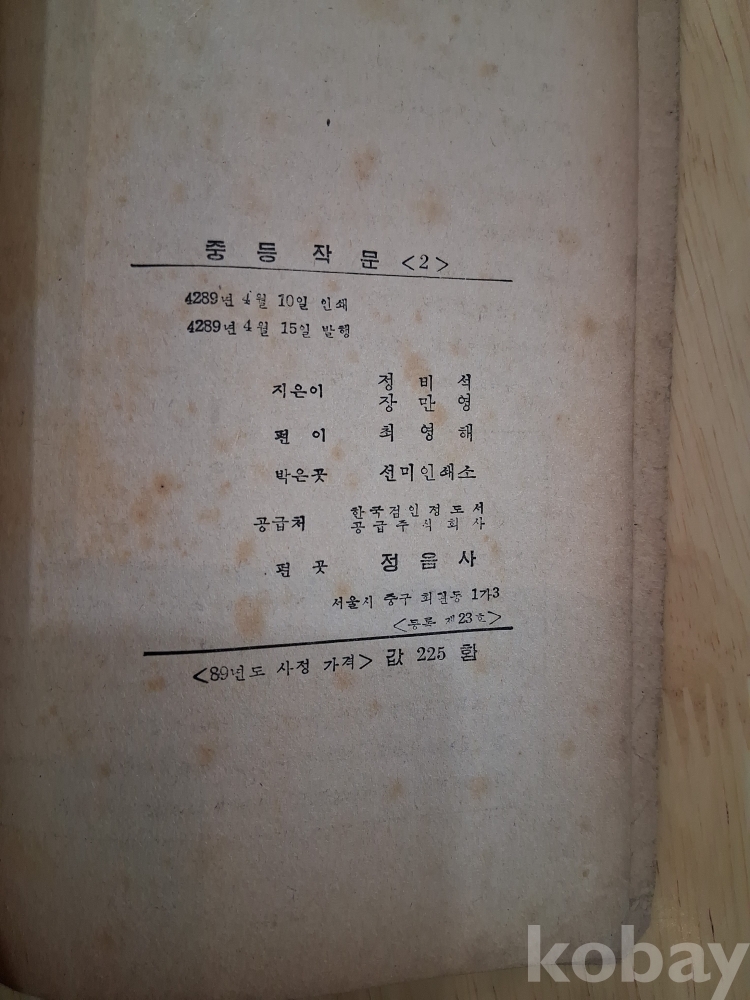 중등작문 <2>
4289년 4월 10일 인쇄
4289년 4월 15일 발행
지은이 정비석
장만영
편 이 최영해
박은곳 선미인쇄소
공급처 한국검인정도서
공급주식회사
편 곳 정음사
서울시 중구 회현동 1가3
<등록 제23호>
<89년도 사정 가격> 값 225 환
kobay